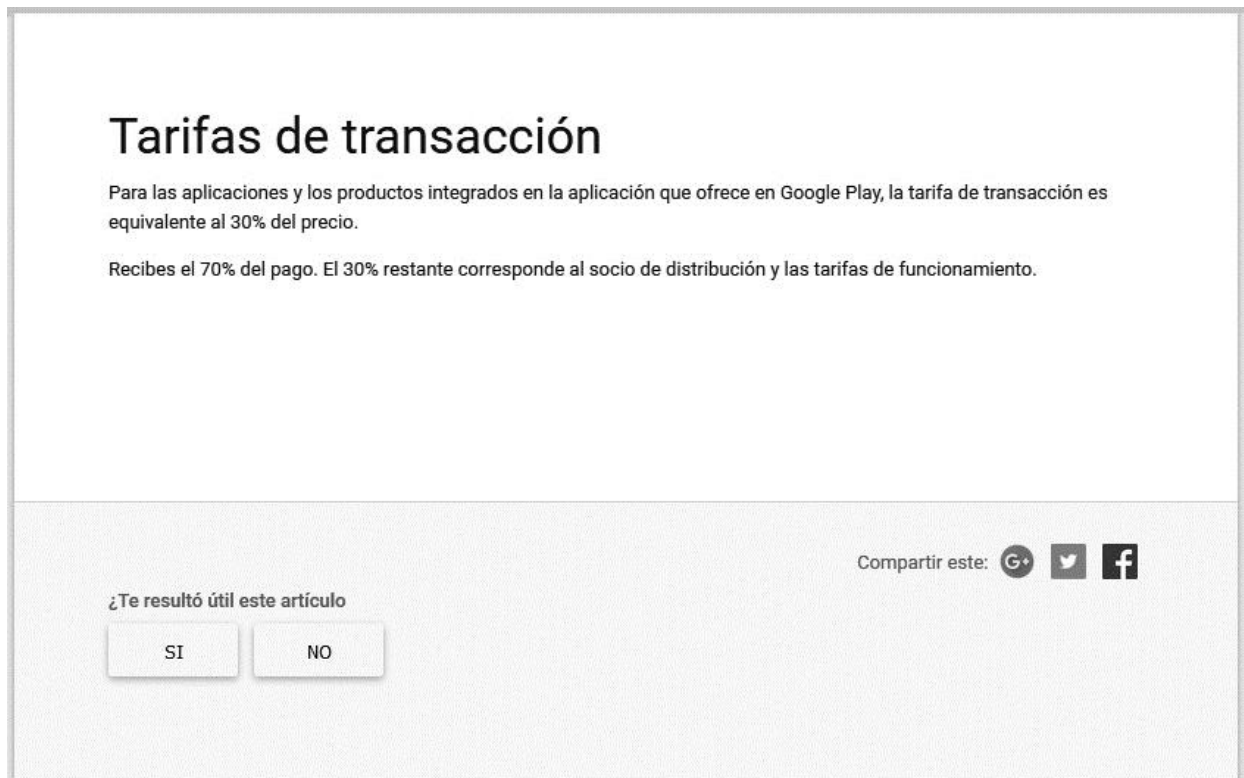 Tarifas de transacción
Para las aplicaciones y los productos integrados en la aplicación que ofrece en Google Play, la tarifa de transacción es
equivalente al 30% del precio.
Recibes el 70% del pago. El 30% restante corresponde al socio de distribución y las tarifas de funcionamiento.
Compartir este: G+ f
¿Te resultó útil este artículo
SI NO